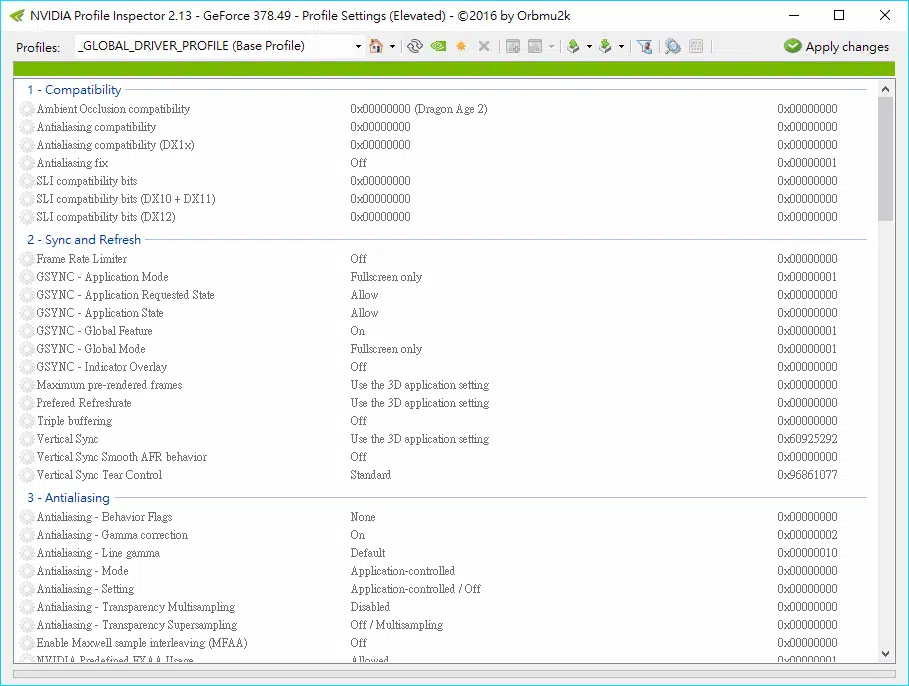 NVIDIA Profile Inspector 2.13 - GeForce 378.49 - Profile Settings (Elevated) - ©2016 by Orbmu2k
Profiles: _GLOBAL_DRIVER_PROFILE (Base Profile) Apply changes
1 - Compatibility
Ambient Occlusion compatibility 0x00000000 (Dragon Age 2) 0x00000000
Antialiasing compatibility 0x00000000 0x00000000
Antialiasing compatibility (DX1x) 0x00000000 0x00000000
Antialiasing fix Off 0x00000001
SLI compatibility bits 0x00000000 0x00000000
SLI compatibility bits (DX10 + DX11) 0x00000000 0x00000000
SLI compatibility bits (DX12) 0x00000000 0x00000000
2 - Sync and Refresh
Frame Rate Limiter Off 0x00000000
GSYNC - Application Mode Fullscreen only 0x00000001
GSYNC - Application Requested State Allow 0x00000000
GSYNC - Application State Allow 0x00000000
GSYNC - Global Feature On 0x00000001
GSYNC - Global Mode Fullscreen only 0x00000001
GSYNC - Indicator Overlay Off 0x00000000
Maximum pre-rendered frames Use the 3D application setting 0x00000000
Prefered Refreshrate Use the 3D application setting 0x00000000
Triple buffering Off 0x00000000
Vertical Sync Use the 3D application setting 0x60925292
Vertical Sync Smooth AFR behavior Off 0x00000000
Vertical Sync Tear Control Standard 0x96861077
3 - Antialiasing
Antialiasing - Behavior Flags None 0x00000000
Antialiasing - Gamma correction On 0x00000002
Antialiasing - Line gamma Default 0x00000010
Antialiasing - Mode Application-controlled 0x00000000
Antialiasing - Setting Application-controlled / Off 0x00000000
Antialiasing - Transparency Multisampling Disabled 0x00000000
Antialiasing - Transparency Supersampling Off / Multisampling 0x00000000
Enable Maxwell sample interleaving (MFAA) Off 0x00000000
NVIDIA Predefined FXAA Usage Allowed 0x00000001